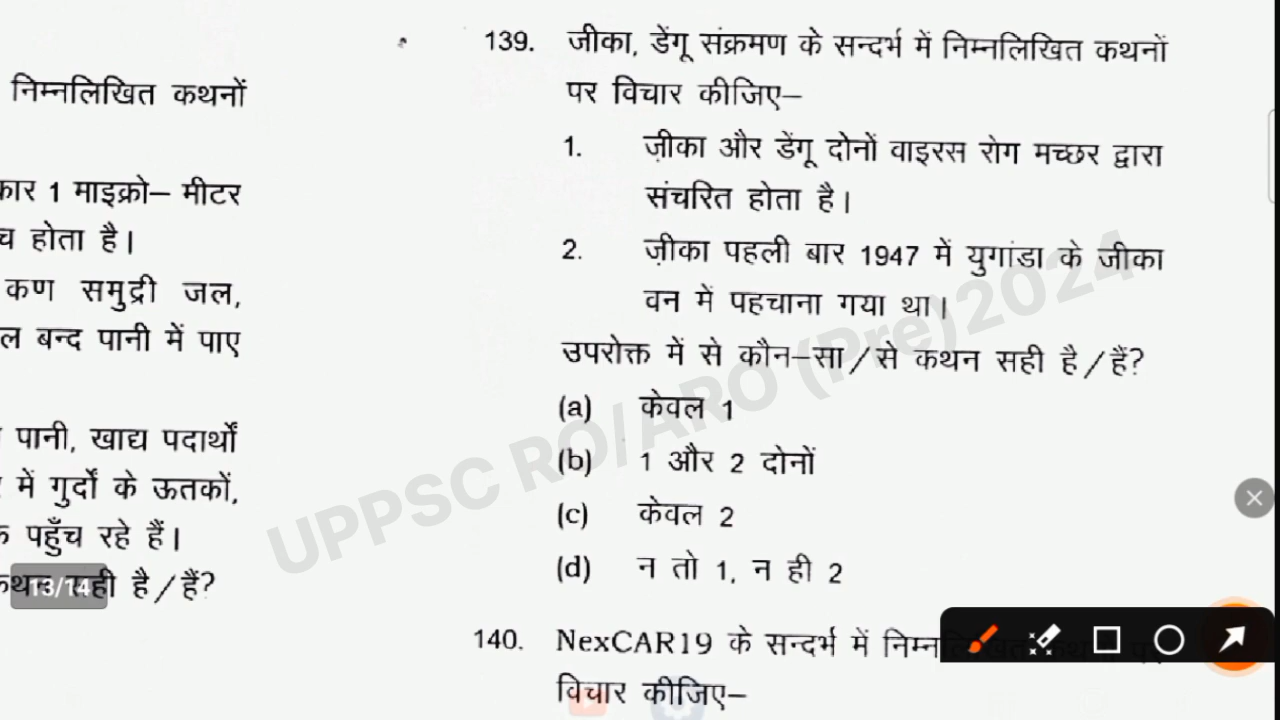 निम्नलिखित कथनों
कार 1 माइक्रो– मीटर
च होता है।
कण समुद्री जल,
ल बन्द पानी में पाए
पानी, खाद्य पदार्थों
में गुर्दों के ऊतकों,
पहुँच रहे हैं।
सही है/हैं?
13/14
139. जीका, डेंगू संक्रमण के सन्दर्भ में निम्नलिखित कथनों
पर विचार कीजिए–
1. ज़ीका और डेंगू दोनों वाइरस रोग मच्छर द्वारा
संचरित होता है।
2. ज़ीका पहली बार 1947 में युगांडा के जीका
वन में पहचाना गया था।
उपरोक्त में से कौन–सा/से कथन सही है/हैं?
(a) केवल 1
(b) 1 और 2 दोनों
(c) केवल 2
(d) न तो 1, न ही 2
140. NexCAR19 के सन्दर्भ में
विचार कीजिए–
UPPSC RO/ARO (Pre) 2024